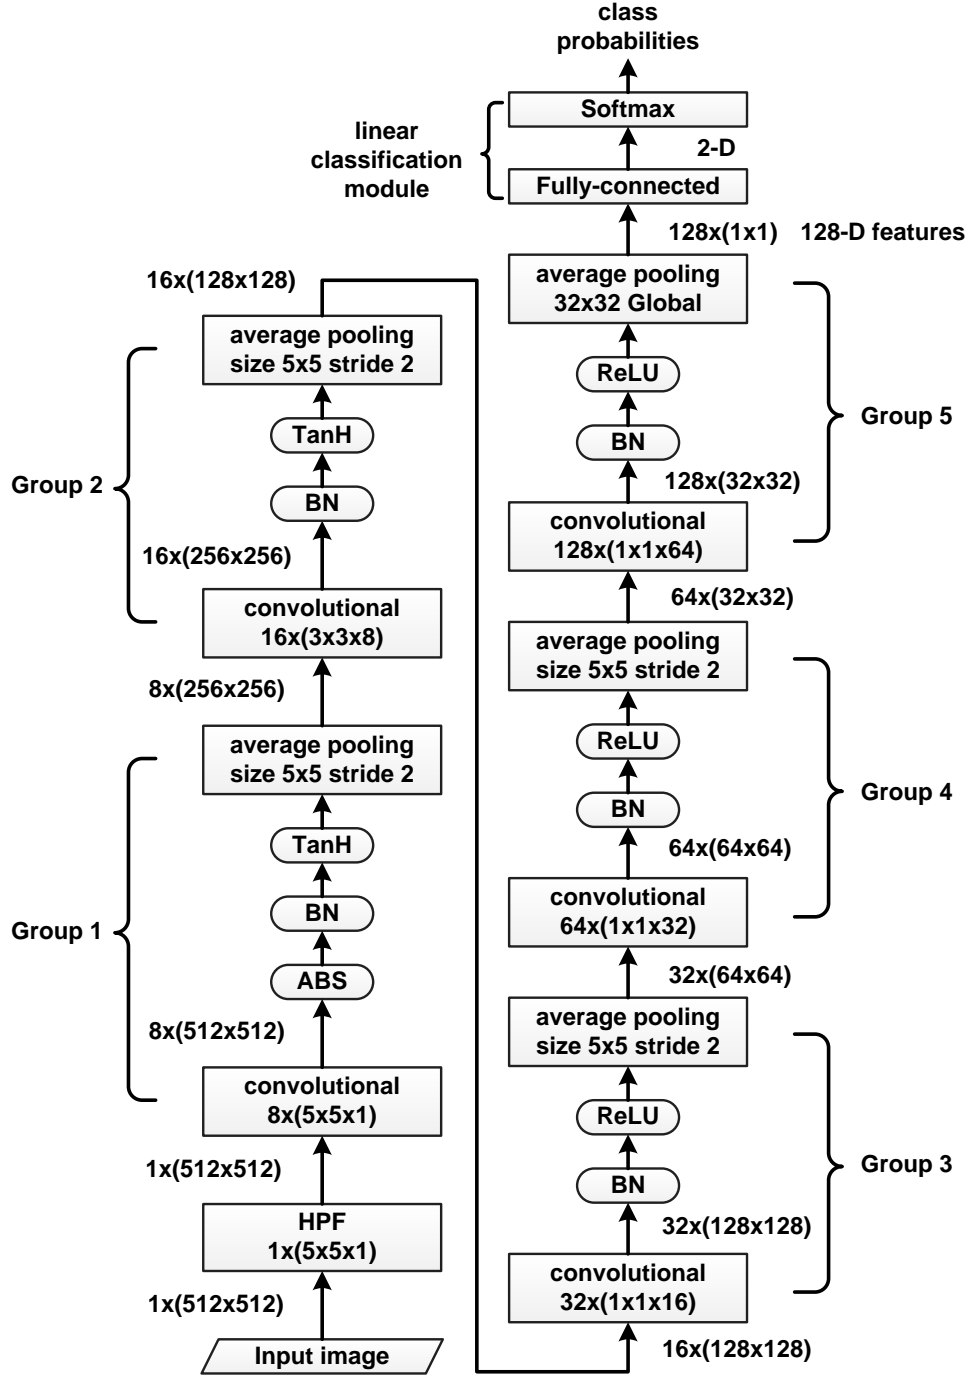 class
probabilities
Softmax
linear
classification
module
2-D
Fully-connected
128x(1x1) 128-D features
average pooling
32x32 Global
ReLU
Group 5
BN
128x(32x32)
convolutional
128x(1x1x64)
64x(32x32)
average pooling
size 5x5 stride 2
ReLU
Group 4
BN
64x(64x64)
convolutional
64x(1x1x32)
32x(64x64)
average pooling
size 5x5 stride 2
ReLU
Group 3
BN
32x(128x128)
convolutional
32x(1x1x16)
16x(128x128)
16x(128x128)
average pooling
size 5x5 stride 2
TanH
Group 2
BN
16x(256x256)
convolutional
16x(3x3x8)
8x(256x256)
average pooling
size 5x5 stride 2
TanH
BN
Group 1
ABS
8x(512x512)
convolutional
8x(5x5x1)
1x(512x512)
HPF
1x(5x5x1)
1x(512x512)
Input image